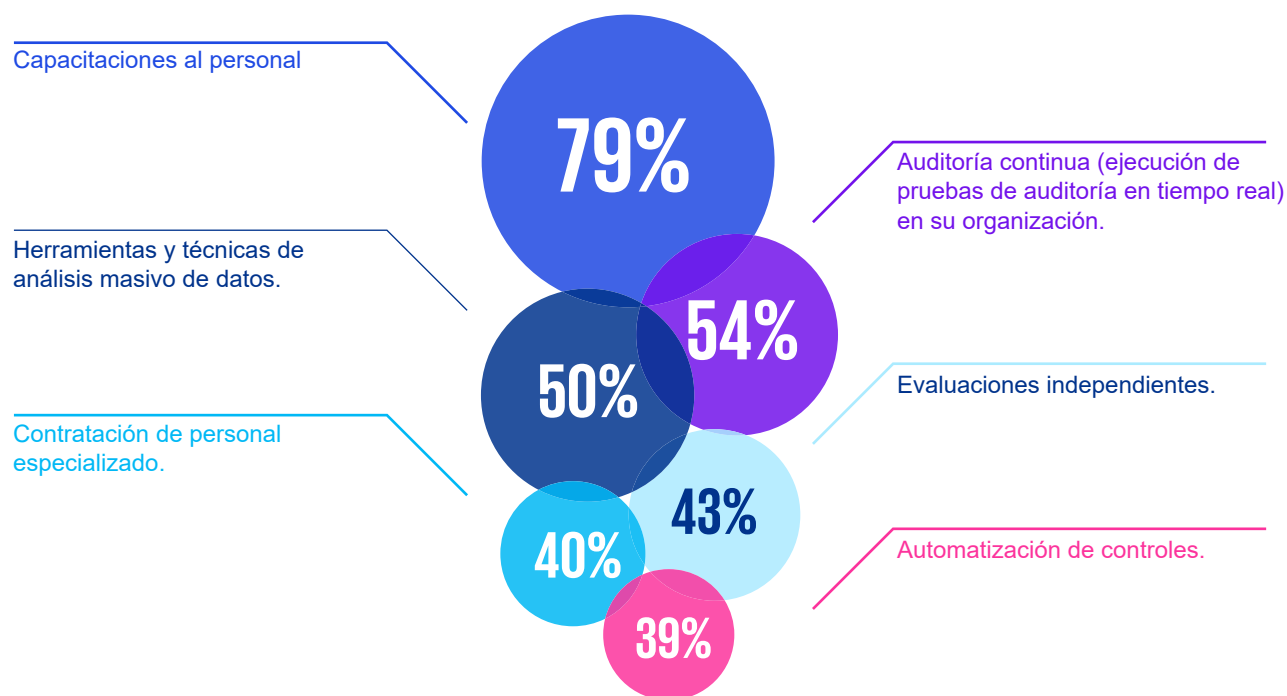 Capacitaciones al personal
79%
Auditoría continua (ejecución de
pruebas de auditoría en tiempo real)
en su organización.
54%
Herramientas y técnicas de
análisis masivo de datos.
50%
Evaluaciones independientes.
43%
Contratación de personal
especializado.
40%
Automatización de controles.
39%